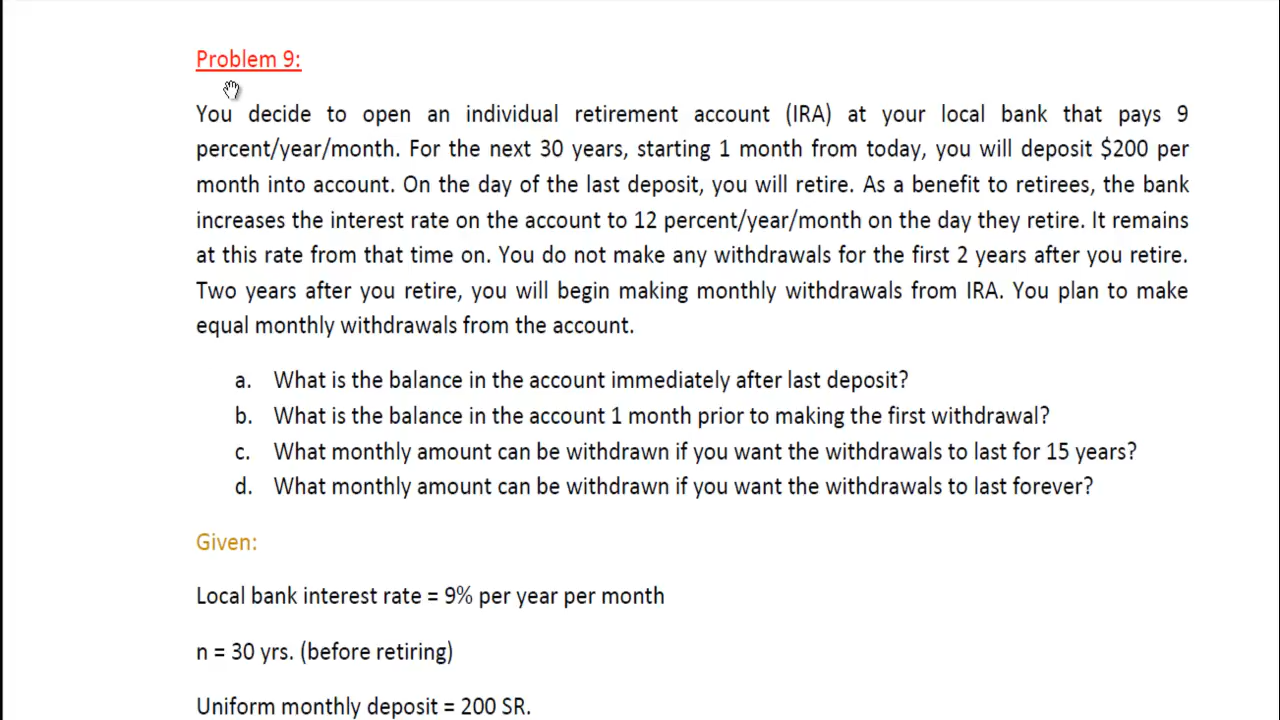 Problem 9:
You decide to open an individual retirement account (IRA) at your local bank that pays 9
percent/year/month. For the next 30 years, starting 1 month from today, you will deposit $200 per
month into account. On the day of the last deposit, you will retire. As a benefit to retirees, the bank
increases the interest rate on the account to 12 percent/year/month on the day they retire. It remains
at this rate from that time on. You do not make any withdrawals for the first 2 years after you retire.
Two years after you retire, you will begin making monthly withdrawals from IRA. You plan to make
equal monthly withdrawals from the account.
a. What is the balance in the account immediately after last deposit?
b. What is the balance in the account 1 month prior to making the first withdrawal?
c. What monthly amount can be withdrawn if you want the withdrawals to last for 15 years?
d. What monthly amount can be withdrawn if you want the withdrawals to last forever?
Given:
Local bank interest rate = 9% per year per month
n = 30 yrs. (before retiring)
Uniform monthly deposit = 200 SR.